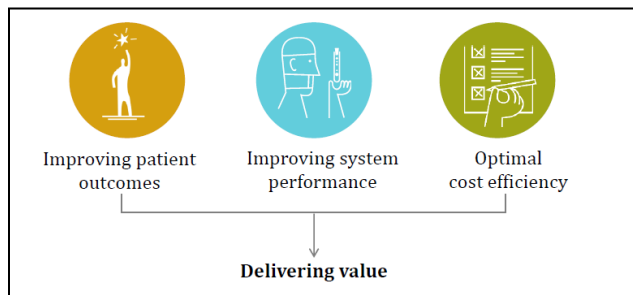 Improving patient
outcomes
Improving system
performance
Optimal
cost efficiency
Delivering value